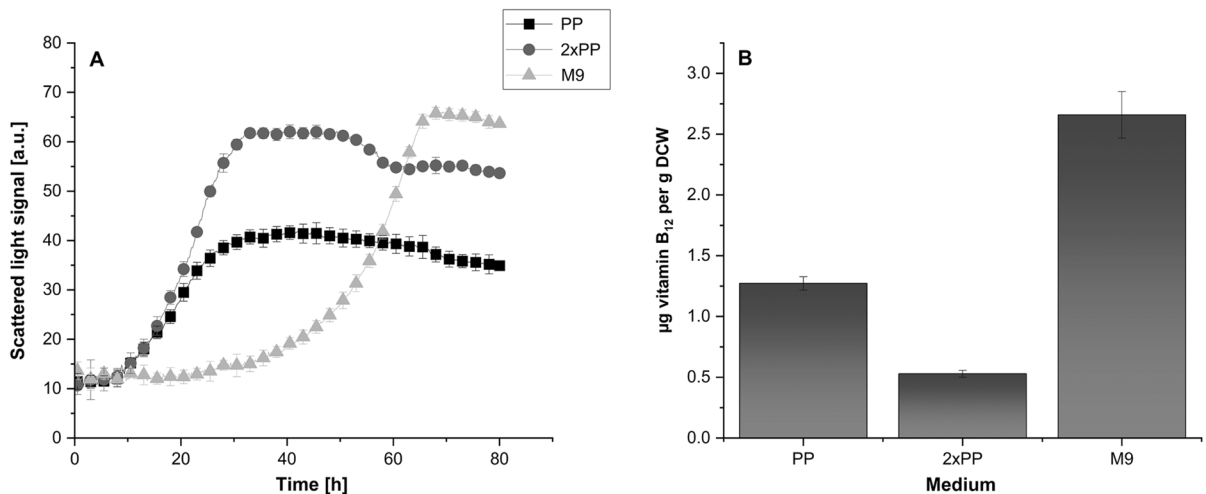 PP
2xPP
M9
A
80
70
60
50
40
30
20
10
0
Scattered light signal [a.u.]
0 20 40 60 80
Time [h]
B
3.0
2.5
2.0
1.5
1.0
0.5
0.0
µg vitamin B₁₂ per g DCW
PP 2xPP M9
Medium